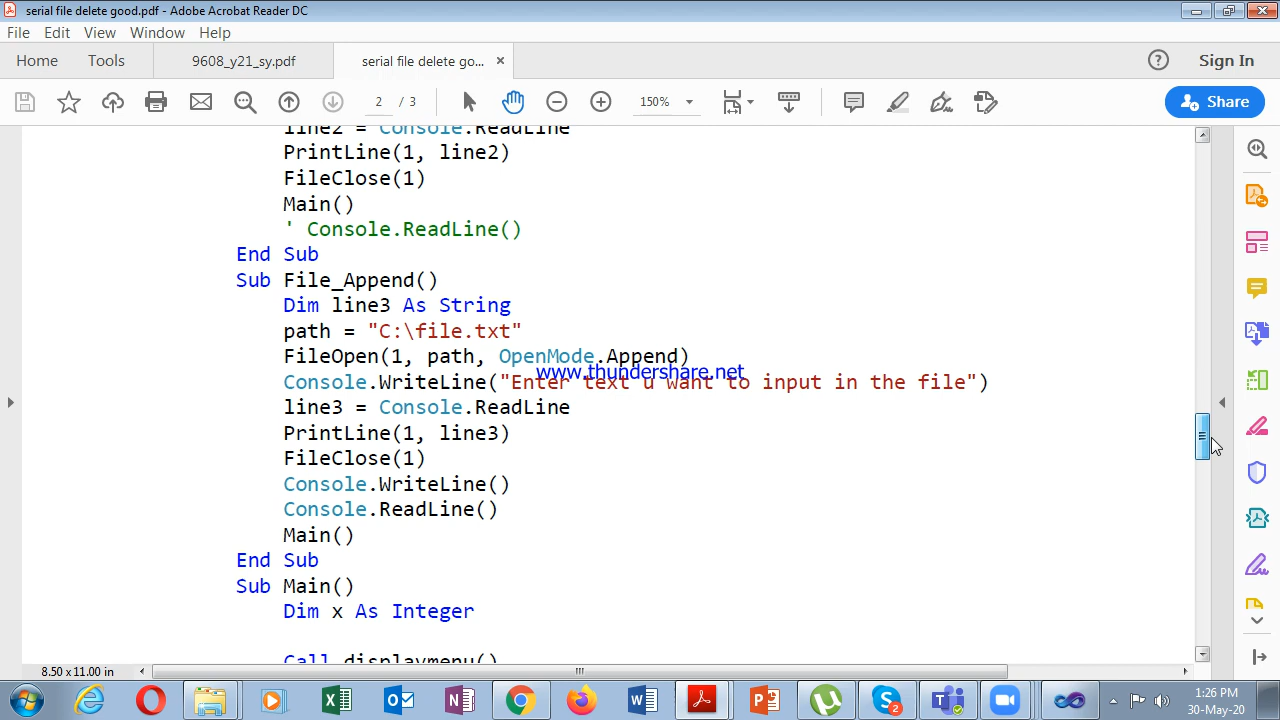 serial file delete good.pdf - Adobe Acrobat Reader DC
File Edit View Window Help
Home Tools 9608_y21_sy.pdf serial file delete go... × ? Sign In
2 / 3 150% Share
line2 = Console.ReadLine
PrintLine(1, line2)
FileClose(1)
Main()
' Console.ReadLine()
End Sub
Sub File_Append()
Dim line3 As String
path = "C:\file.txt"
FileOpen(1, path, OpenMode.Append)
www.thundershare.net
Console.WriteLine("Enter text u want to input in the file")
line3 = Console.ReadLine
PrintLine(1, line3)
FileClose(1)
Console.WriteLine()
Console.ReadLine()
Main()
End Sub
Sub Main()
Dim x As Integer
Call displaymenu()
8.50 x 11.00 in
1:26 PM
30-May-20